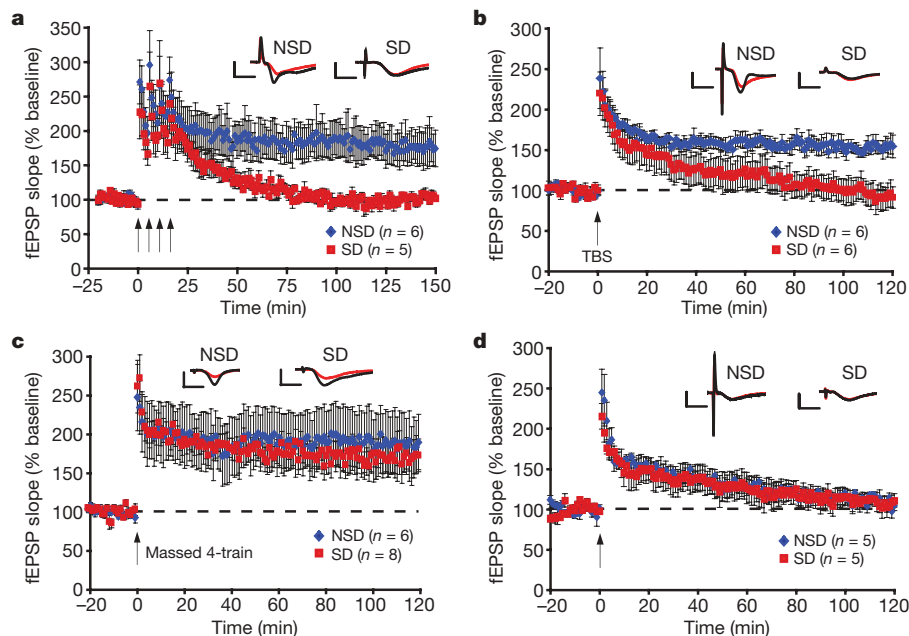 a
fEPSP slope (% baseline)
350
300
250
200
150
100
50
0
NSD
SD
NSD (n = 6)
SD (n = 5)
–25 0 25 50 75 100 125 150
Time (min)
b
fEPSP slope (% baseline)
300
250
200
150
100
50
0
NSD
SD
TBS
NSD (n = 6)
SD (n = 6)
–20 0 20 40 60 80 100 120
Time (min)
c
fEPSP slope (% baseline)
300
250
200
150
100
50
0
NSD
SD
Massed 4-train
NSD (n = 6)
SD (n = 8)
–20 0 20 40 60 80 100 120
Time (min)
d
fEPSP slope (% baseline)
300
250
200
150
100
50
0
NSD
SD
NSD (n = 5)
SD (n = 5)
–20 0 20 40 60 80 100 120
Time (min)